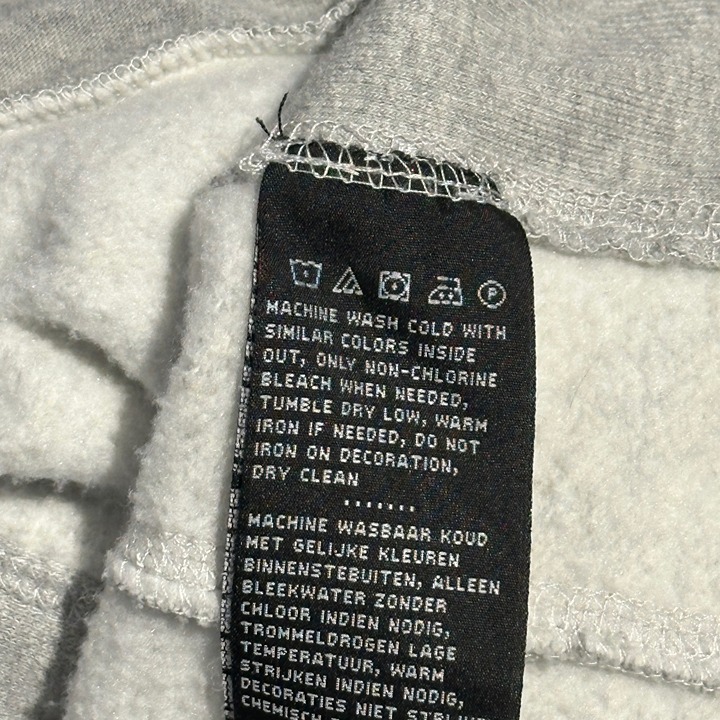 P
MACHINE WASH COLD WITH
SIMILAR COLORS INSIDE
OUT, ONLY NON-CHLORINE
BLEACH WHEN NEEDED,
TUMBLE DRY LOW, WARM
IRON IF NEEDED, DO NOT
IRON ON DECORATION,
DRY CLEAN
.......
MACHINE WASBAAR KOUD
MET GELIJKE KLEUREN
BINNENSTEBUITEN, ALLEEN
BLEEKWATER ZONDER
CHLOOR INDIEN NODIG,
TROMMELDROGEN LAGE
TEMPERATUUR, WARM
STRIJKEN INDIEN NODIG,
DECORATIES NIET STRIJKEN
CHEMISCH